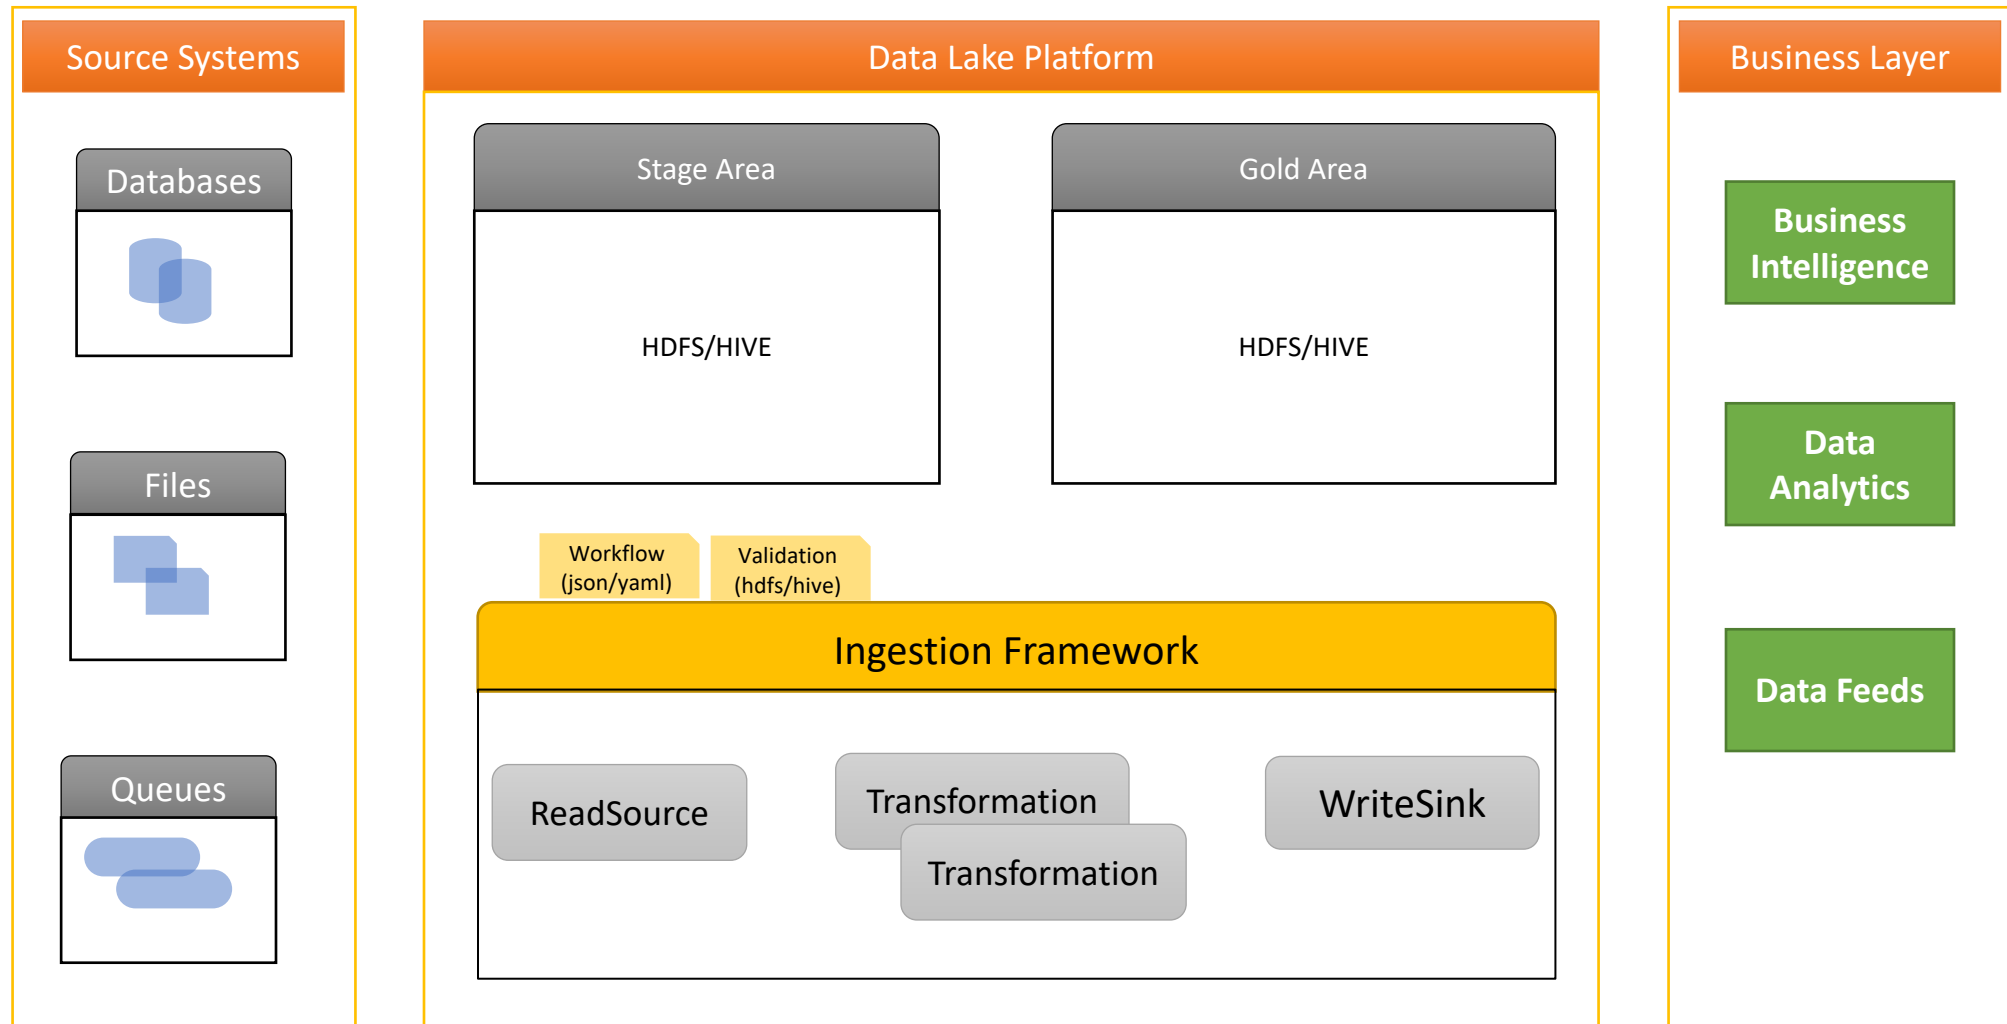 Source Systems
Databases
Files
Queues
Data Lake Platform
Stage Area
HDFS/HIVE
Gold Area
HDFS/HIVE
Workflow
(json/yaml)
Validation
(hdfs/hive)
Ingestion Framework
ReadSource
Transformation
Transformation
WriteSink
Business Layer
Business
Intelligence
Data
Analytics
Data Feeds